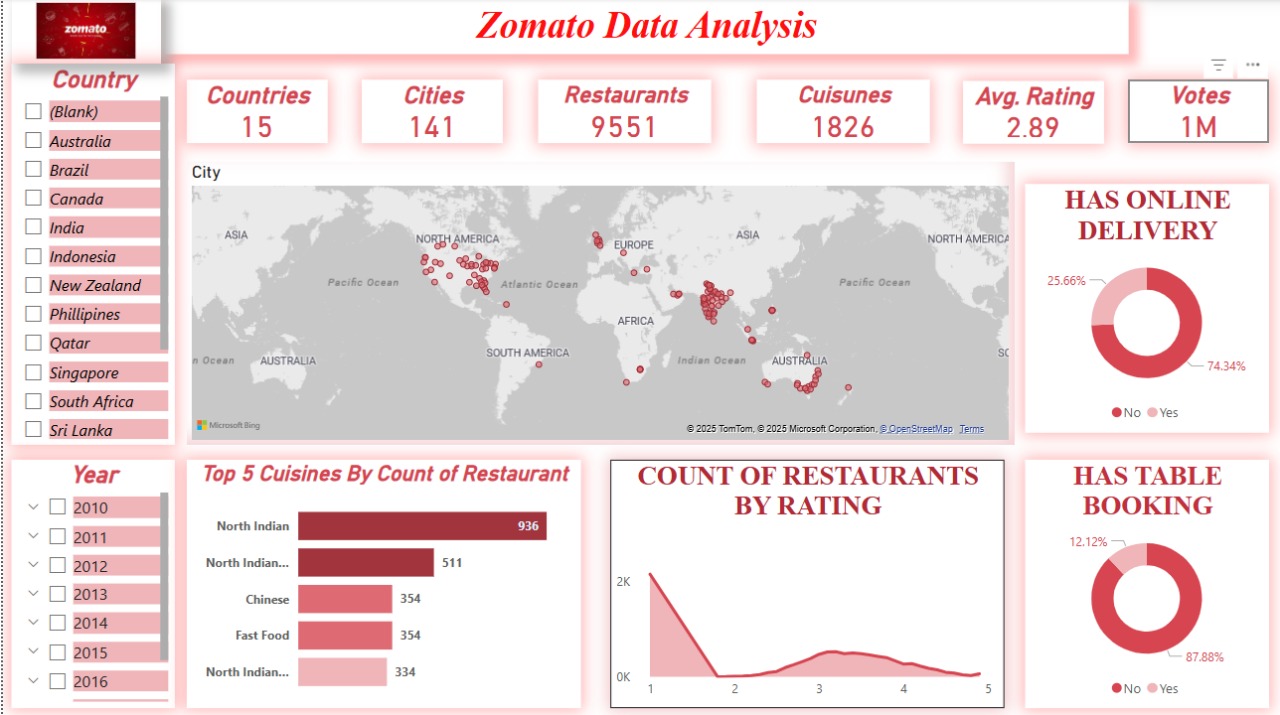 zomato
Zomato Data Analysis
Country
(Blank)
Australia
Brazil
Canada
India
Indonesia
New Zealand
Phillipines
Qatar
Singapore
South Africa
Sri Lanka
Countries
15
Cities
141
Restaurants
9551
Cuisunes
1826
Avg. Rating
2.89
Votes
1M
City
ASIA
NORTH AMERICA
EUROPE
ASIA
NORTH AMERICA
Pacific Ocean
Atlantic Ocean
Pacific Ocean
AFRICA
n Ocean
AUSTRALIA
SOUTH AMERICA
Indian Ocean
AUSTRALIA
SO
Microsoft Bing
© 2025 TomTom, © 2025 Microsoft Corporation, © OpenStreetMap Terms
HAS ONLINE
DELIVERY
25.66%
74.34%
No Yes
Year
2010
2011
2012
2013
2014
2015
2016
Top 5 Cuisines By Count of Restaurant
North Indian 936
North Indian... 511
Chinese 354
Fast Food 354
North Indian... 334
COUNT OF RESTAURANTS
BY RATING
2K
0K
1 2 3 4 5
HAS TABLE
BOOKING
12.12%
87.88%
No Yes